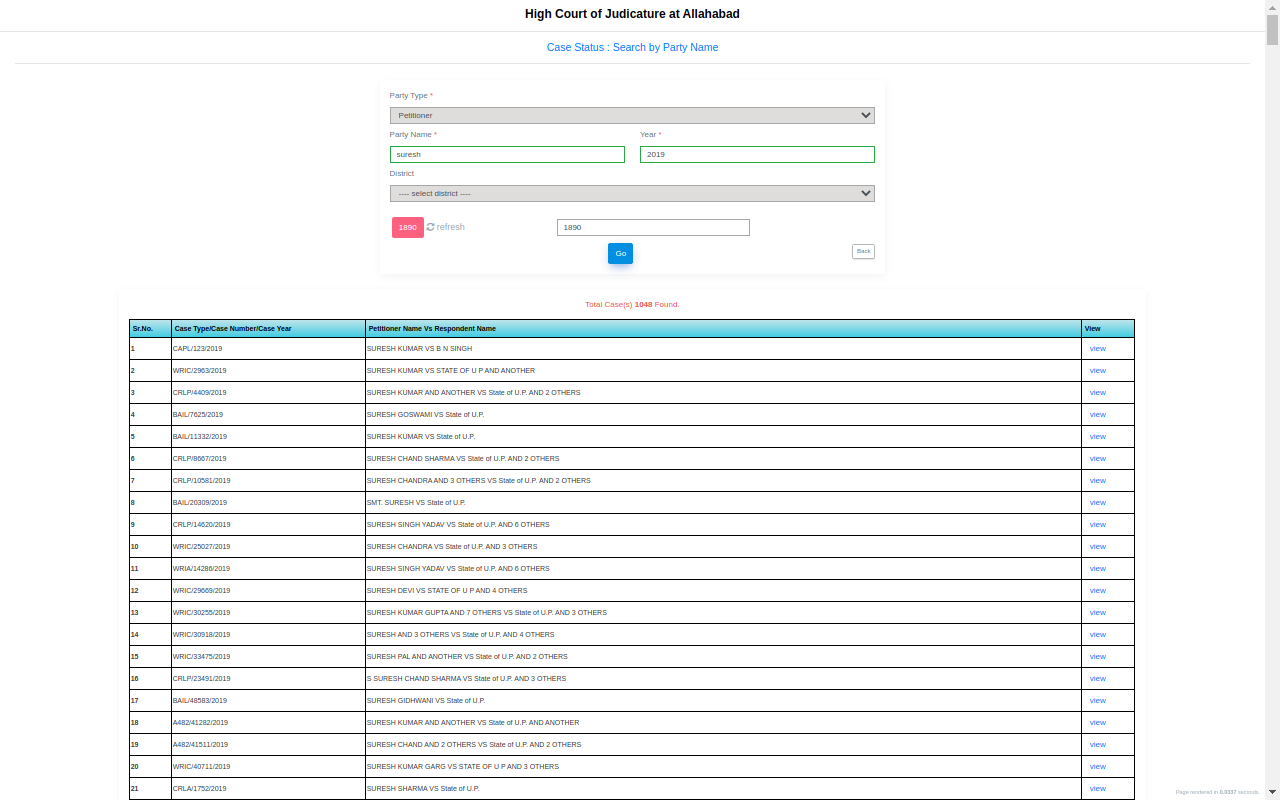 High Court of Judicature at Allahabad
Case Status : Search by Party Name
Party Type *
Petitioner
Party Name * Year *
suresh 2019
District
---- select district ----
1890 refresh 1890
Go Back
Total Case(s) 1048 Found.
Sr.No. Case Type/Case Number/Case Year Petitioner Name Vs Respondent Name View
1 CAPL/123/2019 SURESH KUMAR VS B N SINGH view
2 WRIC/2963/2019 SURESH KUMAR VS STATE OF U P AND ANOTHER view
3 CRLP/4409/2019 SURESH KUMAR AND ANOTHER VS State of U.P. AND 2 OTHERS view
4 BAIL/7625/2019 SURESH GOSWAMI VS State of U.P. view
5 BAIL/11332/2019 SURESH KUMAR VS State of U.P. view
6 CRLP/8667/2019 SURESH CHAND SHARMA VS State of U.P. AND 2 OTHERS view
7 CRLP/10581/2019 SURESH CHANDRA AND 3 OTHERS VS State of U.P. AND 2 OTHERS view
8 BAIL/20309/2019 SMT. SURESH VS State of U.P. view
9 CRLP/14620/2019 SURESH SINGH YADAV VS State of U.P. AND 6 OTHERS view
10 WRIC/25027/2019 SURESH CHANDRA VS State of U.P. AND 3 OTHERS view
11 WRIA/14286/2019 SURESH SINGH YADAV VS State of U.P. AND 6 OTHERS view
12 WRIC/29669/2019 SURESH DEVI VS STATE OF U P AND 4 OTHERS view
13 WRIC/30255/2019 SURESH KUMAR GUPTA AND 7 OTHERS VS State of U.P. AND 3 OTHERS view
14 WRIC/30918/2019 SURESH AND 3 OTHERS VS State of U.P. AND 4 OTHERS view
15 WRIC/33475/2019 SURESH PAL AND ANOTHER VS State of U.P. AND 2 OTHERS view
16 CRLP/23491/2019 S SURESH CHAND SHARMA VS State of U.P. AND 3 OTHERS view
17 BAIL/48583/2019 SURESH GIDHWANI VS State of U.P. view
18 A482/41282/2019 SURESH KUMAR AND ANOTHER VS State of U.P. AND ANOTHER view
19 A482/41511/2019 SURESH CHAND AND 2 OTHERS VS State of U.P. AND 2 OTHERS view
20 WRIC/40711/2019 SURESH KUMAR GARG VS STATE OF U P AND 3 OTHERS view
21 CRLA/1752/2019 SURESH SHARMA VS State of U.P. view
Page rendered in 0.0337 seconds.